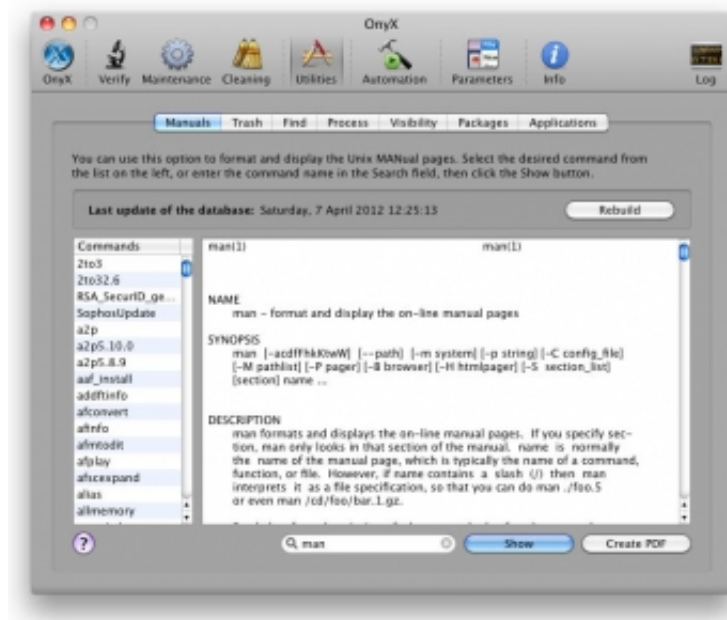 OnyX
OnyX Verify Maintenance Cleaning Utilities Automation Parameters Info Log
Manuals Trash Find Process Visibility Packages Applications
You can use this option to format and display the Unix MANual pages. Select the desired command from
the list on the left, or enter the command name in the Search field, then click the Show button.
Last update of the database: Saturday, 7 April 2012 12:25:13 Rebuild
Commands
2to3
2to32.6
RSA_SecurID_ge...
SophosUpdate
a2p
a2p5.10.0
a2p5.8.9
aaf_install
addftinfo
afconvert
afinfo
afmtodit
afplay
afscexpand
alias
allmemory
man(1) man(1)
NAME
man - format and display the on-line manual pages
SYNOPSIS
man [-acdfFhkKtwW] [--path] [-m system] [-p string] [-C config_file]
[-M pathlist] [-P pager] [-B browser] [-H htmlpager] [-S section_list]
[section] name ...
DESCRIPTION
man formats and displays the on-line manual pages. If you specify sec-
tion, man only looks in that section of the manual. name is normally
the name of the manual page, which is typically the name of a command,
function, or file. However, if name contains a slash (/) then man
interprets it as a file specification, so that you can do man ./foo.5
or even man /cd/foo/bar.1.gz.
? man Show Create PDF